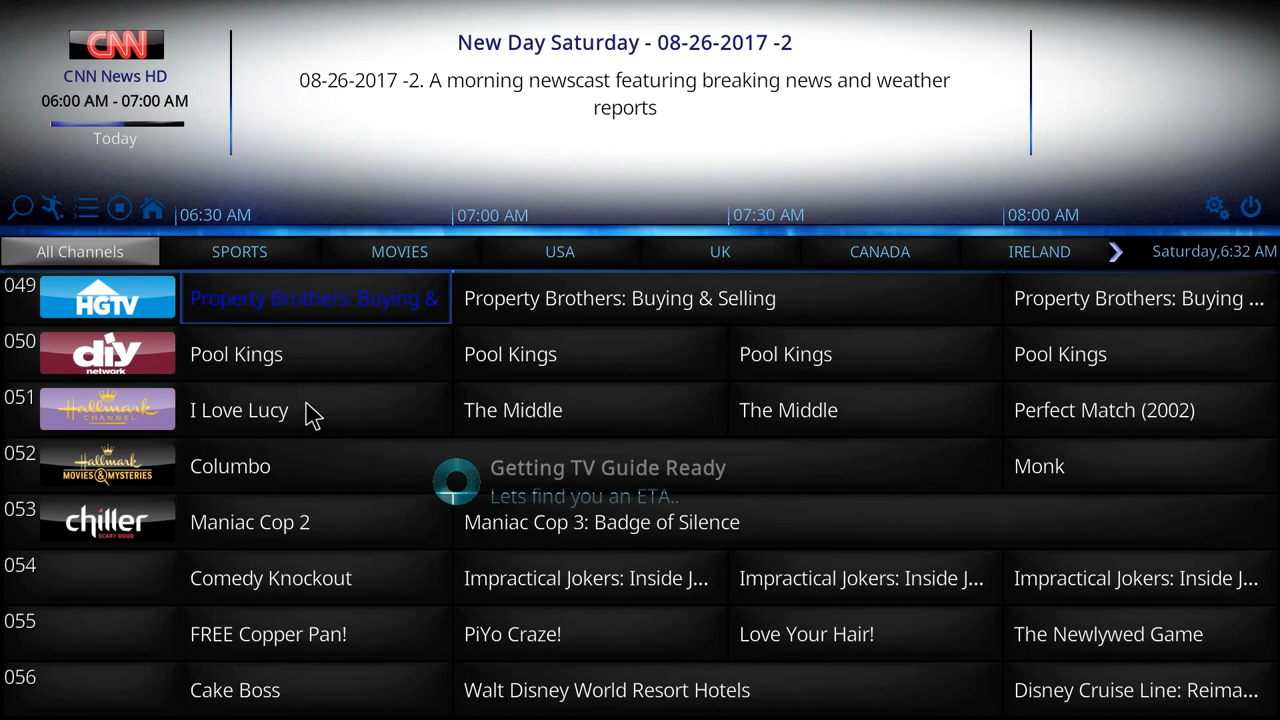 CNN
CNN News HD
06:00 AM - 07:00 AM
Today
New Day Saturday - 08-26-2017 -2
08-26-2017 -2. A morning newscast featuring breaking news and weather
reports
06:30 AM 07:00 AM 07:30 AM 08:00 AM
All Channels SPORTS MOVIES USA UK CANADA IRELAND Saturday,6:32 AM
049 HGTV Property Brothers: Buying & Property Brothers: Buying & Selling Property Brothers: Buying ...
050 diy network Pool Kings Pool Kings Pool Kings Pool Kings
051 Hallmark CHANNEL I Love Lucy The Middle The Middle Perfect Match (2002)
052 Hallmark MOVIES & MYSTERIES Columbo Monk
Getting TV Guide Ready
Lets find you an ETA..
053 chiller SCARY GOOD Maniac Cop 2 Maniac Cop 3: Badge of Silence
054 Comedy Knockout Impractical Jokers: Inside J... Impractical Jokers: Inside J... Impractical Jokers: Inside J...
055 FREE Copper Pan! PiYo Craze! Love Your Hair! The Newlywed Game
056 Cake Boss Walt Disney World Resort Hotels Disney Cruise Line: Reima...